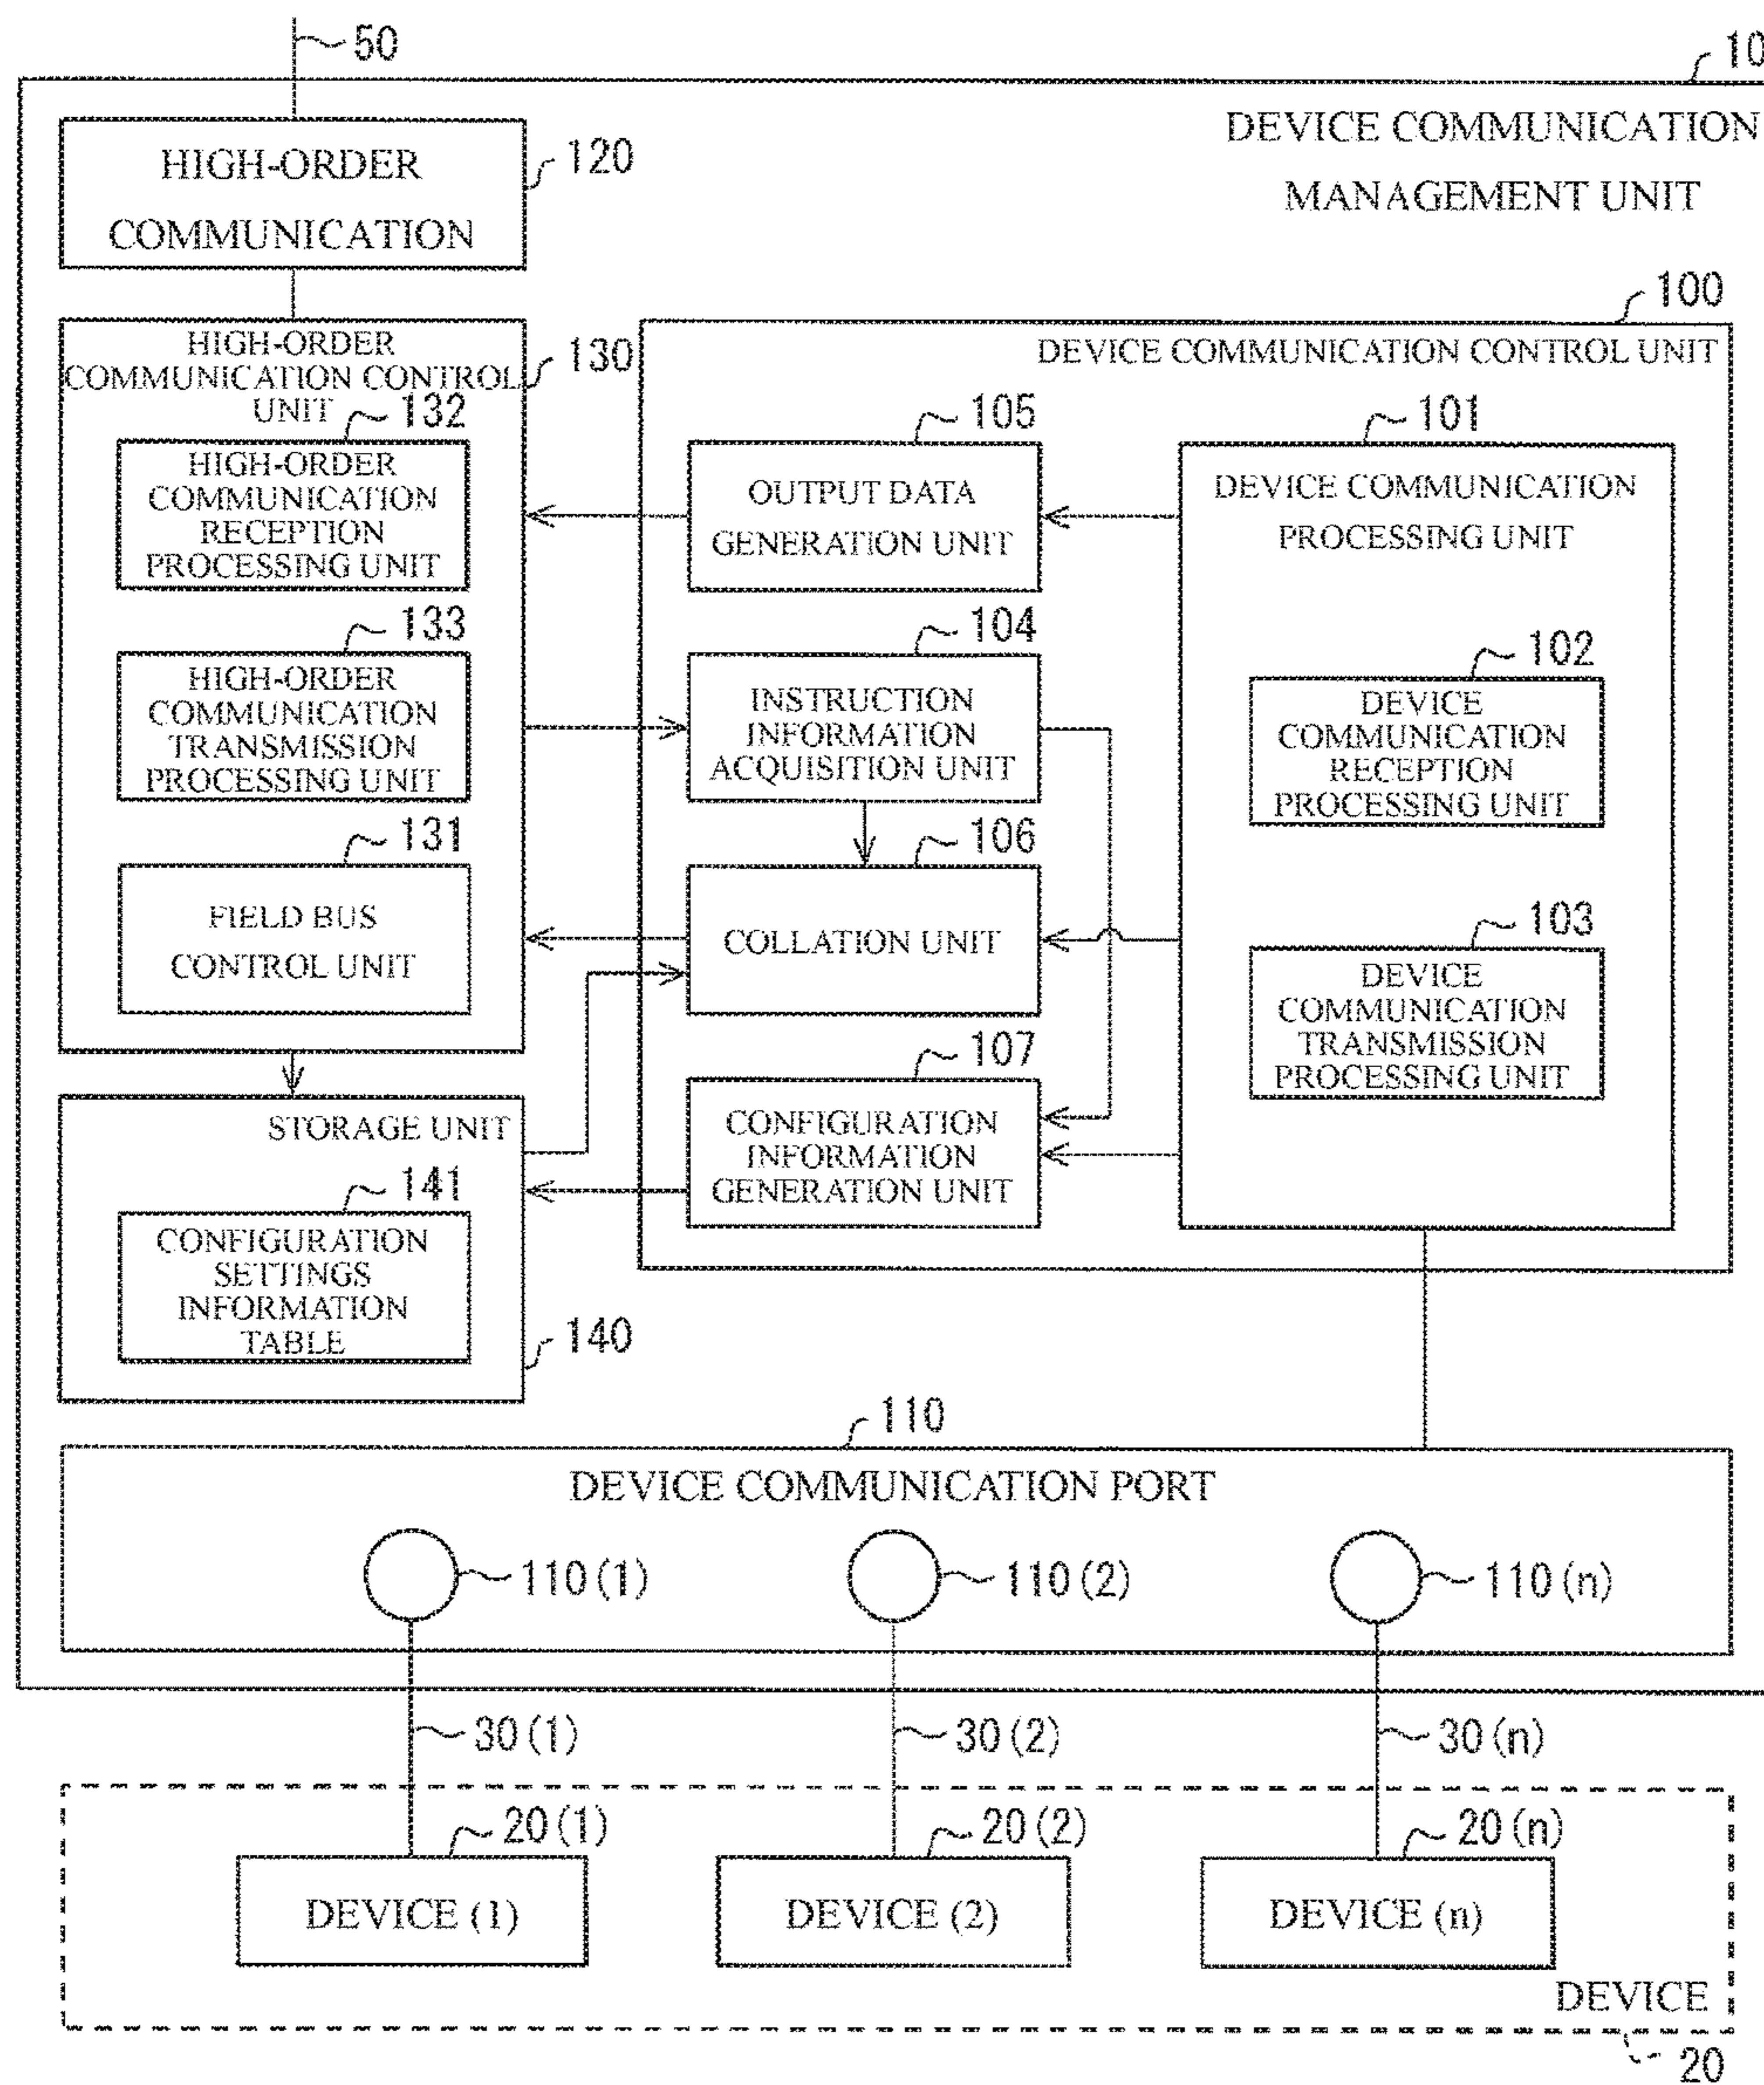 50
10
DEVICE COMMUNICATION
MANAGEMENT UNIT
HIGH-ORDER
COMMUNICATION
120
100
HIGH-ORDER
COMMUNICATION CONTROL
UNIT
130
DEVICE COMMUNICATION CONTROL UNIT
132
HIGH-ORDER
COMMUNICATION
RECEPTION
PROCESSING UNIT
105
OUTPUT DATA
GENERATION UNIT
101
DEVICE COMMUNICATION
PROCESSING UNIT
133
HIGH-ORDER
COMMUNICATION
TRANSMISSION
PROCESSING UNIT
104
INSTRUCTION
INFORMATION
ACQUISITION UNIT
102
DEVICE
COMMUNICATION
RECEPTION
PROCESSING UNIT
131
FIELD BUS
CONTROL UNIT
106
COLLATION UNIT
103
DEVICE
COMMUNICATION
TRANSMISSION
PROCESSING UNIT
107
CONFIGURATION
INFORMATION
GENERATION UNIT
STORAGE UNIT
141
CONFIGURATION
SETTINGS
INFORMATION
TABLE
140
110
DEVICE COMMUNICATION PORT
110(1)
110(2)
110(n)
30(1)
30(2)
30(n)
20(1)
20(2)
20(n)
DEVICE (1)
DEVICE (2)
DEVICE (n)
DEVICE
20